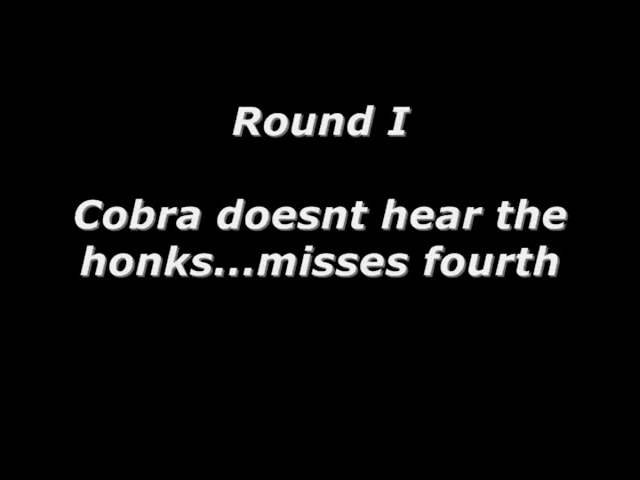 Round I
Cobra doesnt hear the
honks...misses fourth